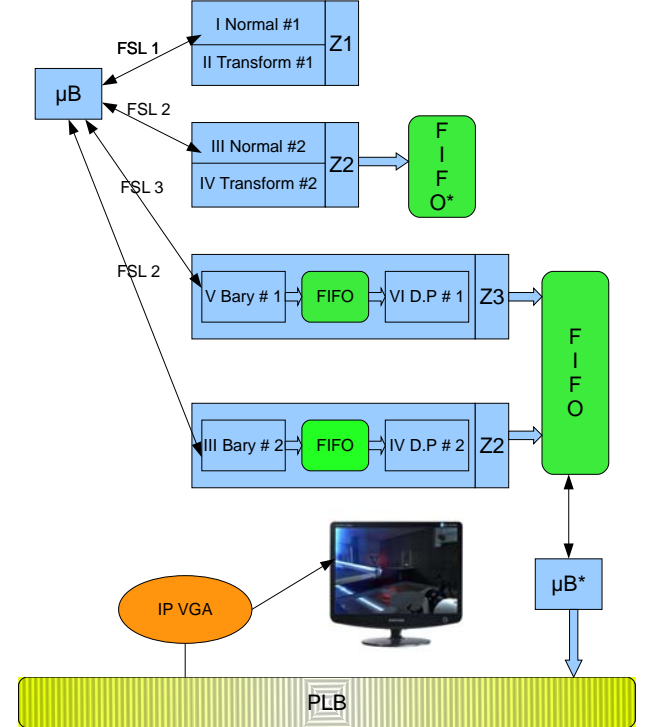 I Normal #1
FSL 1
Z1
II Transform #1
µB
FSL 2
F
I
F
O*
III Normal #2
Z2
IV Transform #2
FSL 3
FSL 2
V Bary # 1
FIFO
VI D.P # 1
Z3
F
I
F
O
III Bary # 2
FIFO
IV D.P # 2
Z2
µB*
IP VGA
PLB